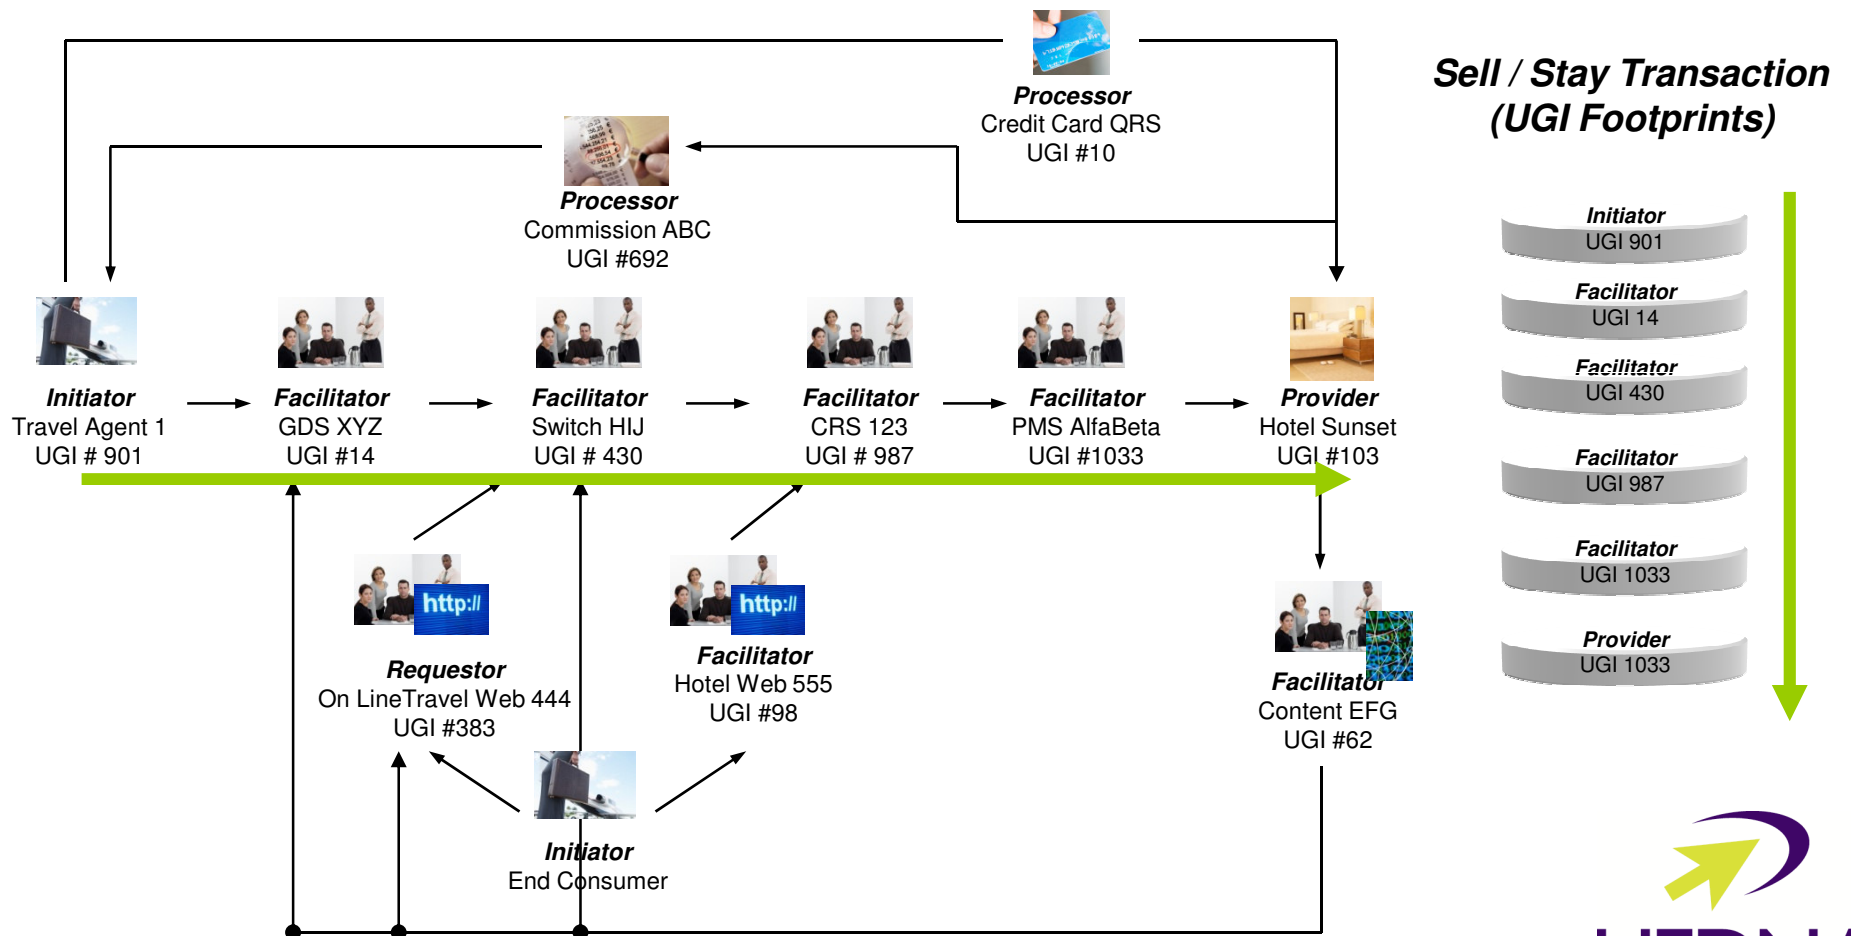 Processor
Credit Card QRS
UGI #10
Sell / Stay Transaction
(UGI Footprints)
Processor
Commission ABC
UGI #692
Initiator
Travel Agent 1
UGI # 901
Facilitator
GDS XYZ
UGI #14
Facilitator
Switch HIJ
UGI # 430
Facilitator
CRS 123
UGI # 987
Facilitator
PMS AlfaBeta
UGI #1033
Provider
Hotel Sunset
UGI #103
http://
Requestor
On LineTravel Web 444
UGI #383
http://
Facilitator
Hotel Web 555
UGI #98
Facilitator
Content EFG
UGI #62
Initiator
End Consumer
Initiator
UGI 901
Facilitator
UGI 14
Facilitator
UGI 430
Facilitator
UGI 987
Facilitator
UGI 1033
Provider
UGI 1033